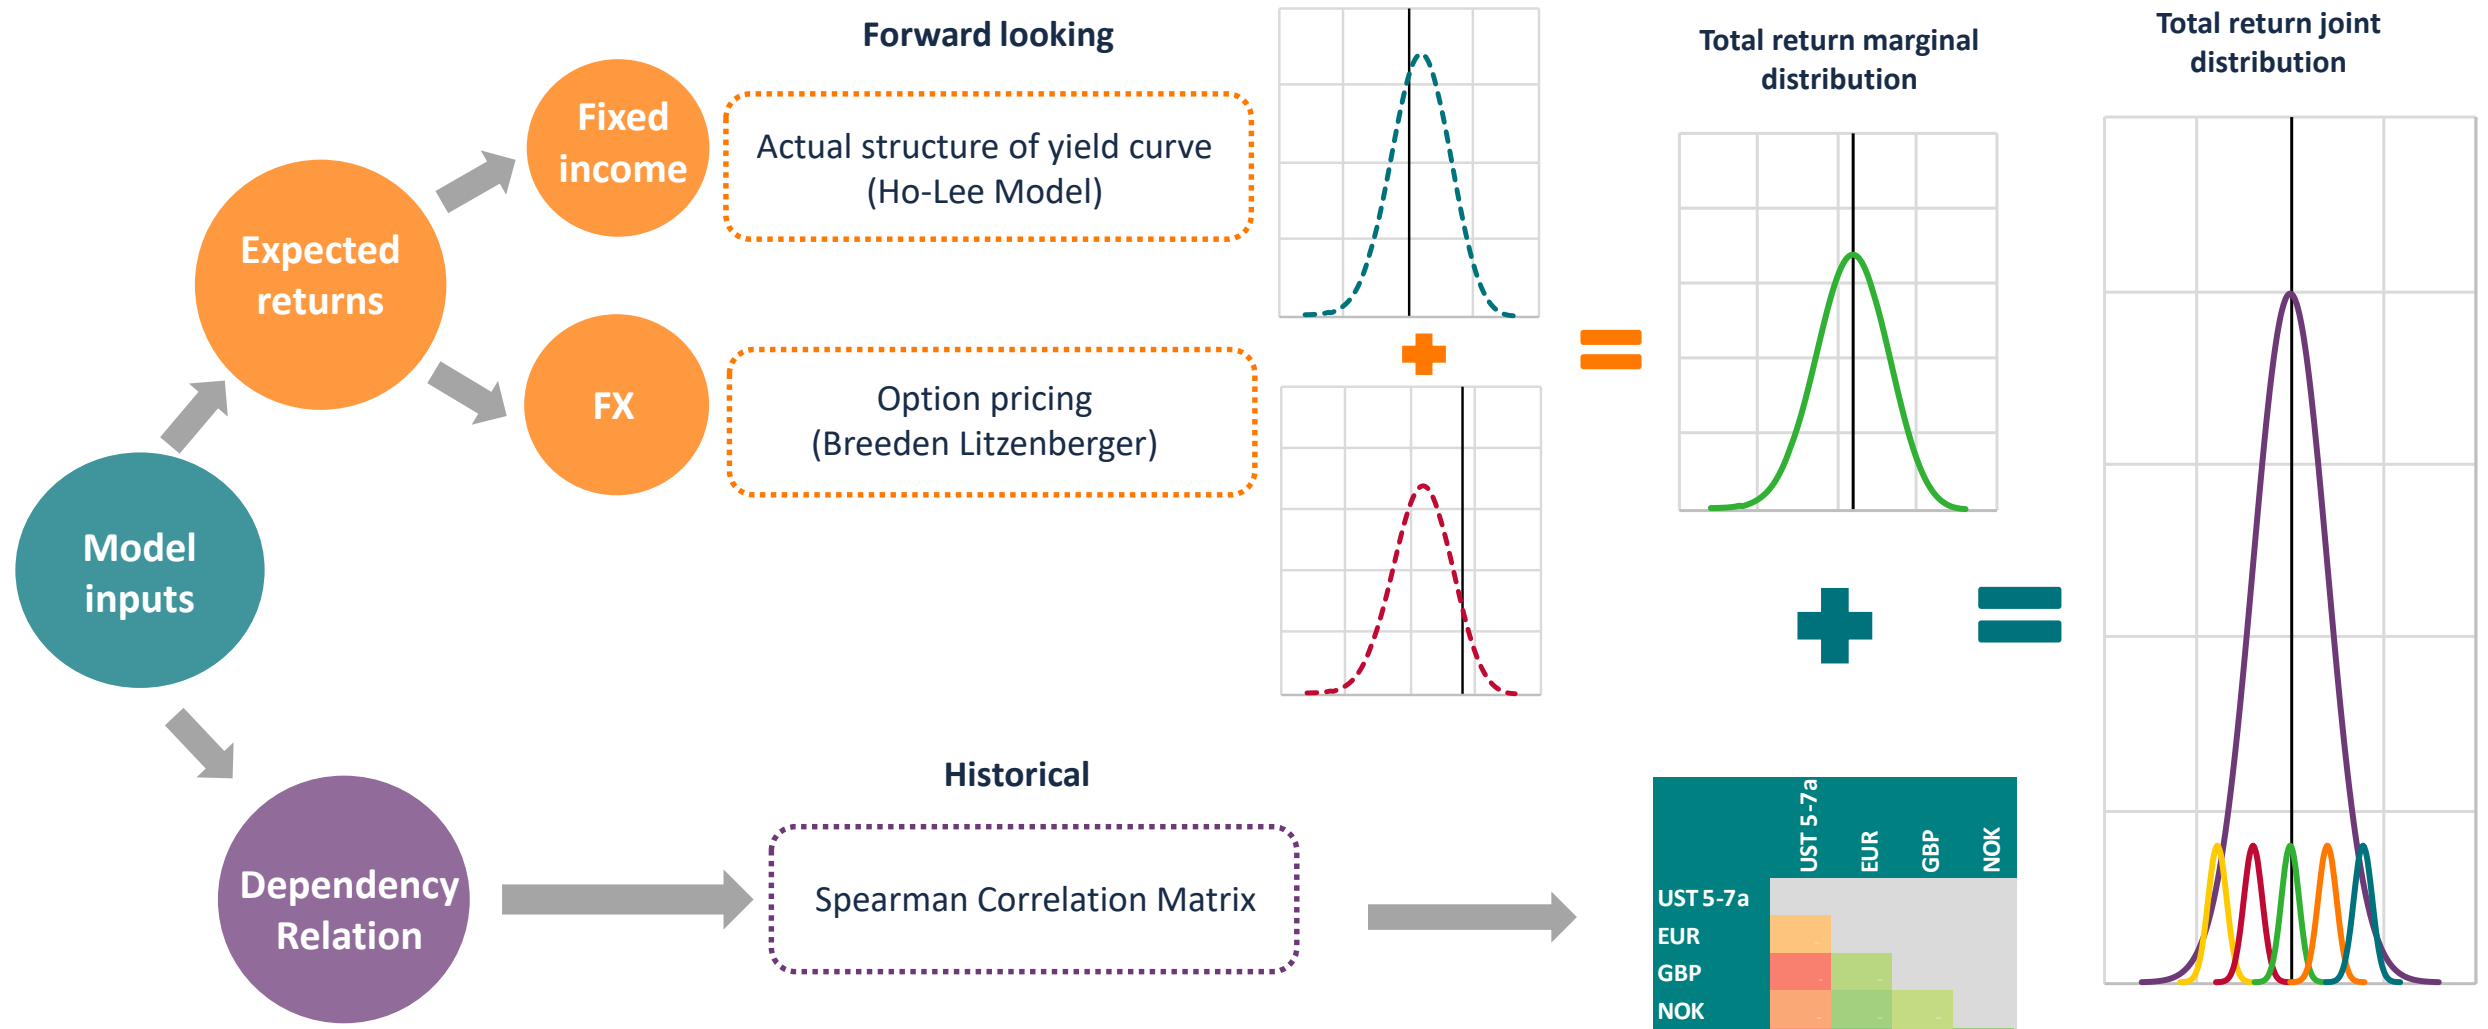 Forward looking
Total return marginal
distribution
Total return joint
distribution
Fixed
income
Actual structure of yield curve
(Ho-Lee Model)
Expected
returns
FX
Option pricing
(Breeden Litzenberger)
Model
inputs
Historical
Dependency
Relation
Spearman Correlation Matrix
UST 5-7a
EUR
GBP
NOK
UST 5-7a
EUR
GBP
NOK